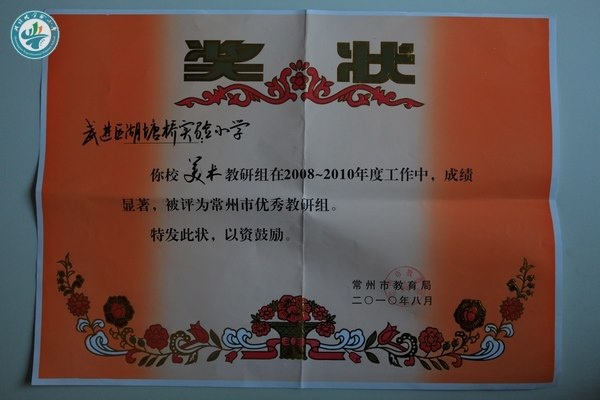 奖状
武进区湖塘桥实验小学
你校美术教研组在2008~2010年度工作中，成绩
显著，被评为常州市优秀教研组。
特发此状，以资鼓励。
常州市教育局
二〇一〇年八月